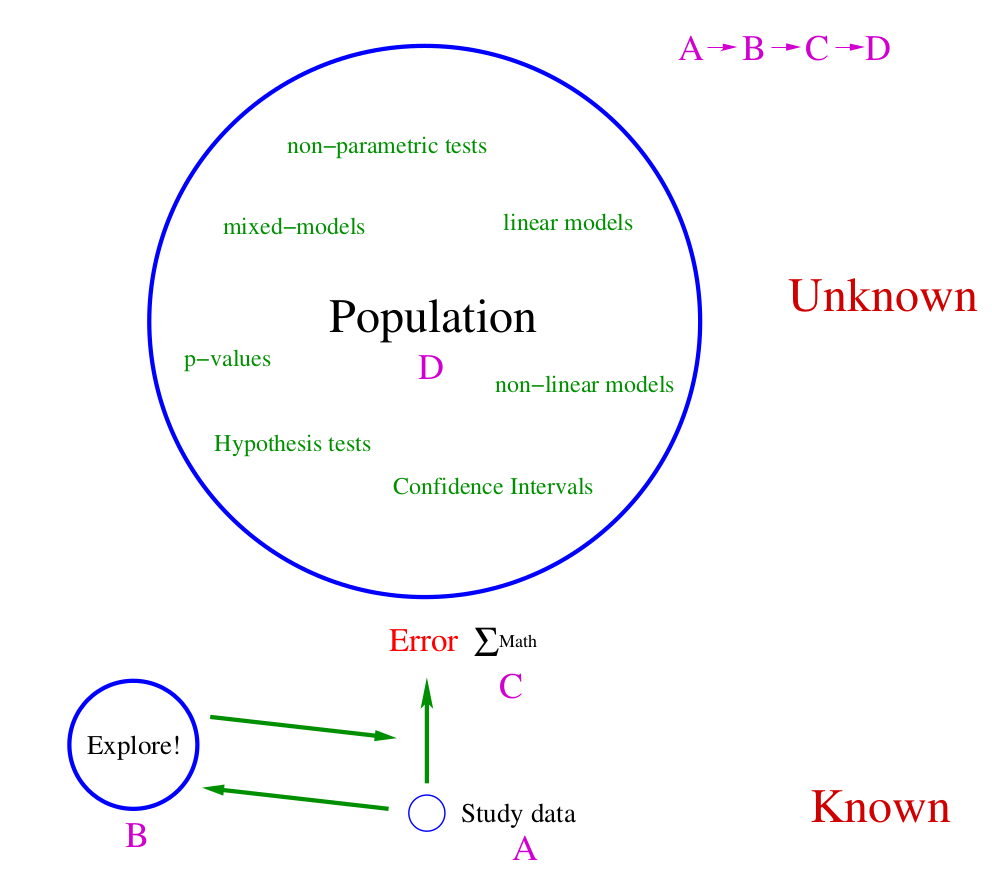 A → B → C → D
non−parametric tests
mixed−models
linear models
Unknown
Population
D
p−values
non−linear models
Hypothesis tests
Confidence Intervals
Error Σ Math
C
Explore!
B
Study data
A
Known